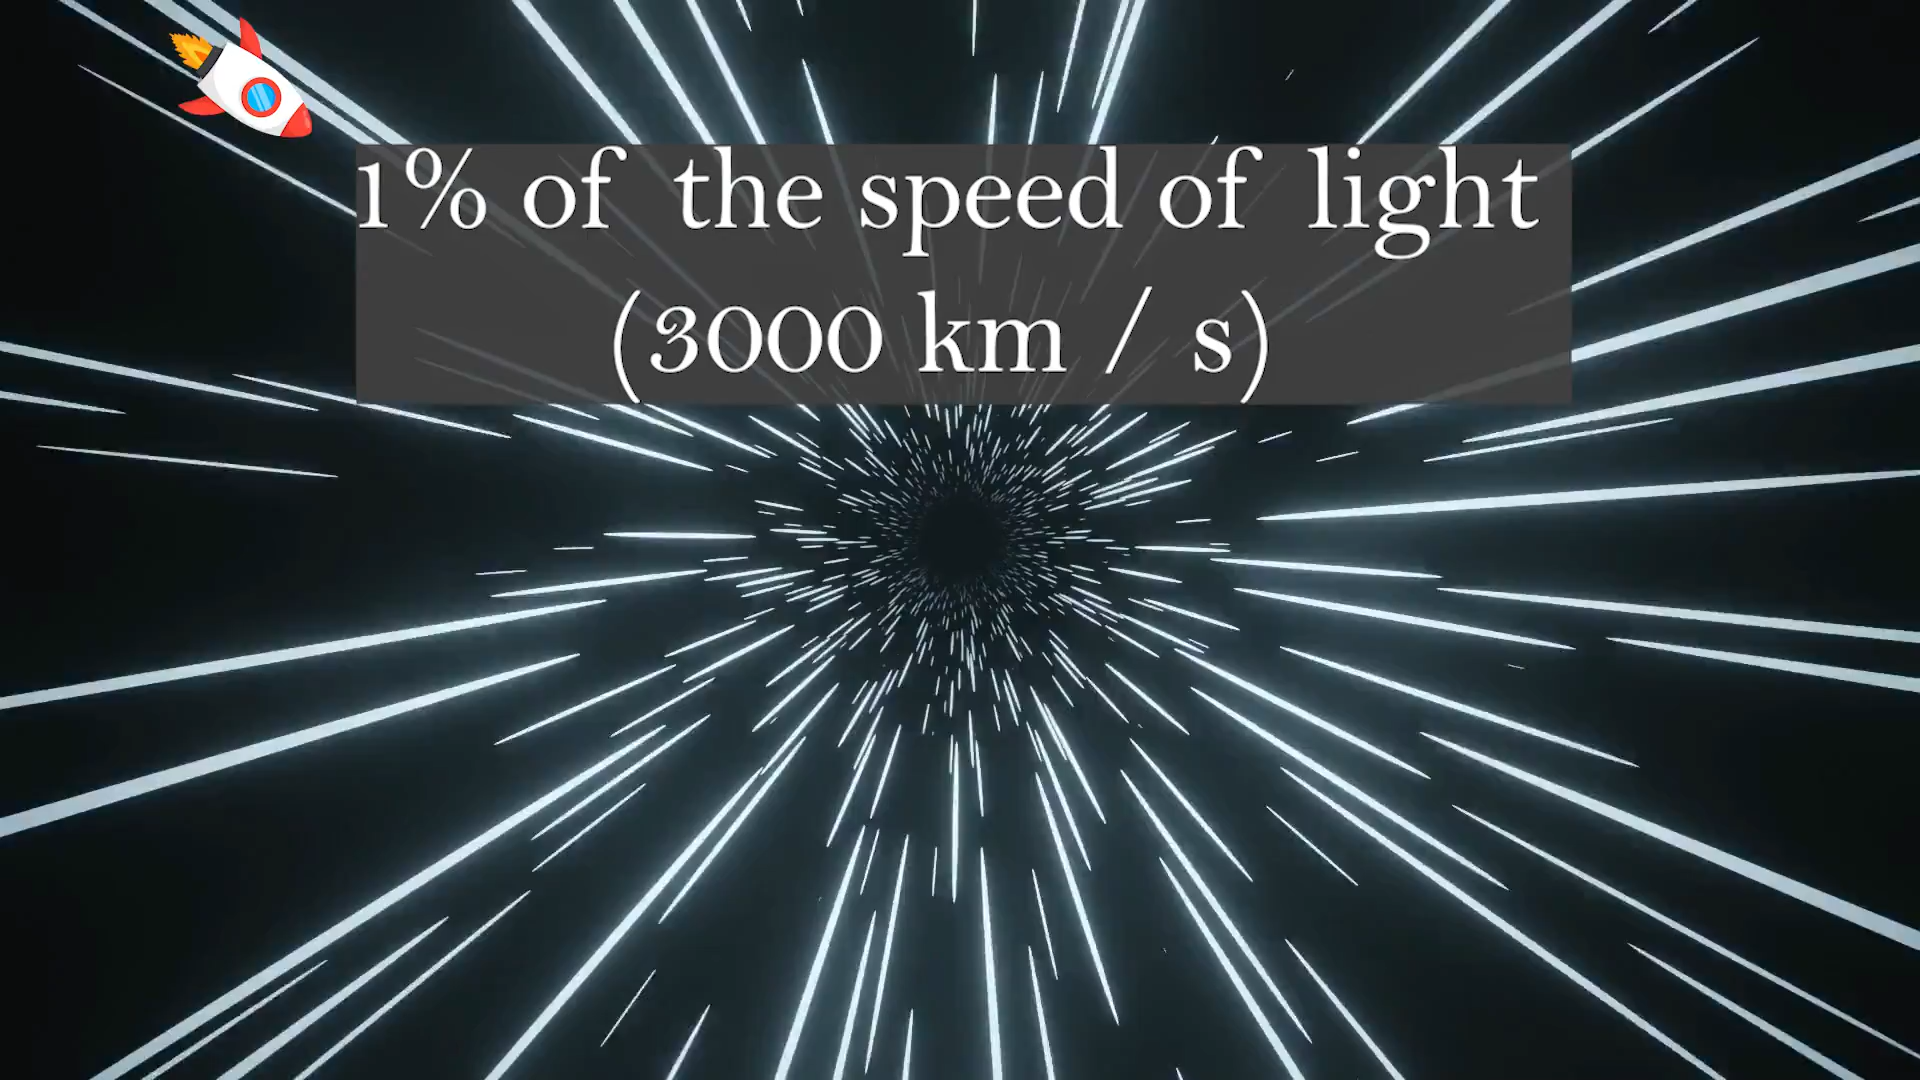 1% of the speed of light
(3000 km / s)